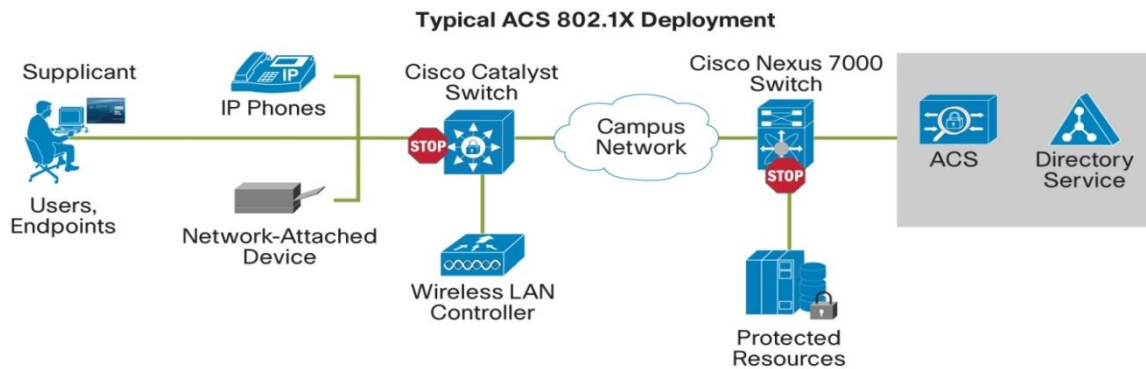 Typical ACS 802.1X Deployment
Supplicant
IP
IP Phones
Cisco Catalyst
Switch
Cisco Nexus 7000
Switch
STOP
Campus
Network
STOP
ACS
Directory
Service
Users,
Endpoints
Network-Attached
Device
Wireless LAN
Controller
Protected
Resources